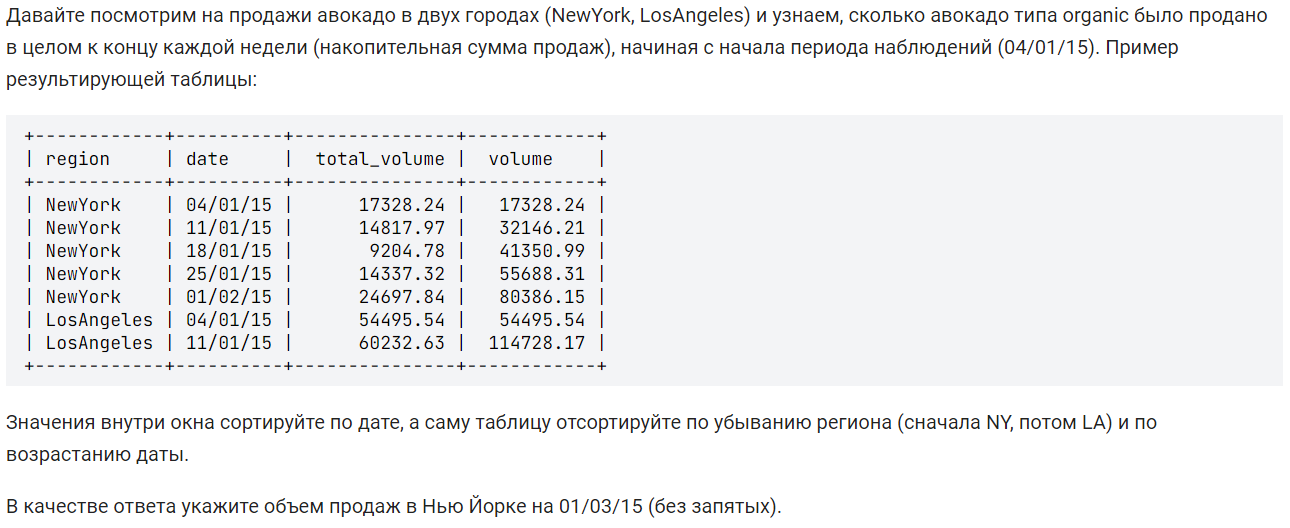 Давайте посмотрим на продажи авокадо в двух городах (NewYork, LosAngeles) и узнаем, сколько авокадо типа organic было продано
в целом к концу каждой недели (накопительная сумма продаж), начиная с начала периода наблюдений (04/01/15). Пример
результирующей таблицы:
+------------+----------+---------------+------------+
| region     | date     |  total_volume |  volume    |
+------------+----------+---------------+------------+
| NewYork    | 04/01/15 |      17328.24 |   17328.24 |
| NewYork    | 11/01/15 |      14817.97 |   32146.21 |
| NewYork    | 18/01/15 |       9204.78 |   41350.99 |
| NewYork    | 25/01/15 |      14337.32 |   55688.31 |
| NewYork    | 01/02/15 |      24697.84 |   80386.15 |
| LosAngeles | 04/01/15 |      54495.54 |   54495.54 |
| LosAngeles | 11/01/15 |      60232.63 |  114728.17 |
+------------+----------+---------------+------------+
Значения внутри окна сортируйте по дате, а саму таблицу отсортируйте по убыванию региона (сначала NY, потом LA) и по
возрастанию даты.
В качестве ответа укажите объем продаж в Нью Йорке на 01/03/15 (без запятых).